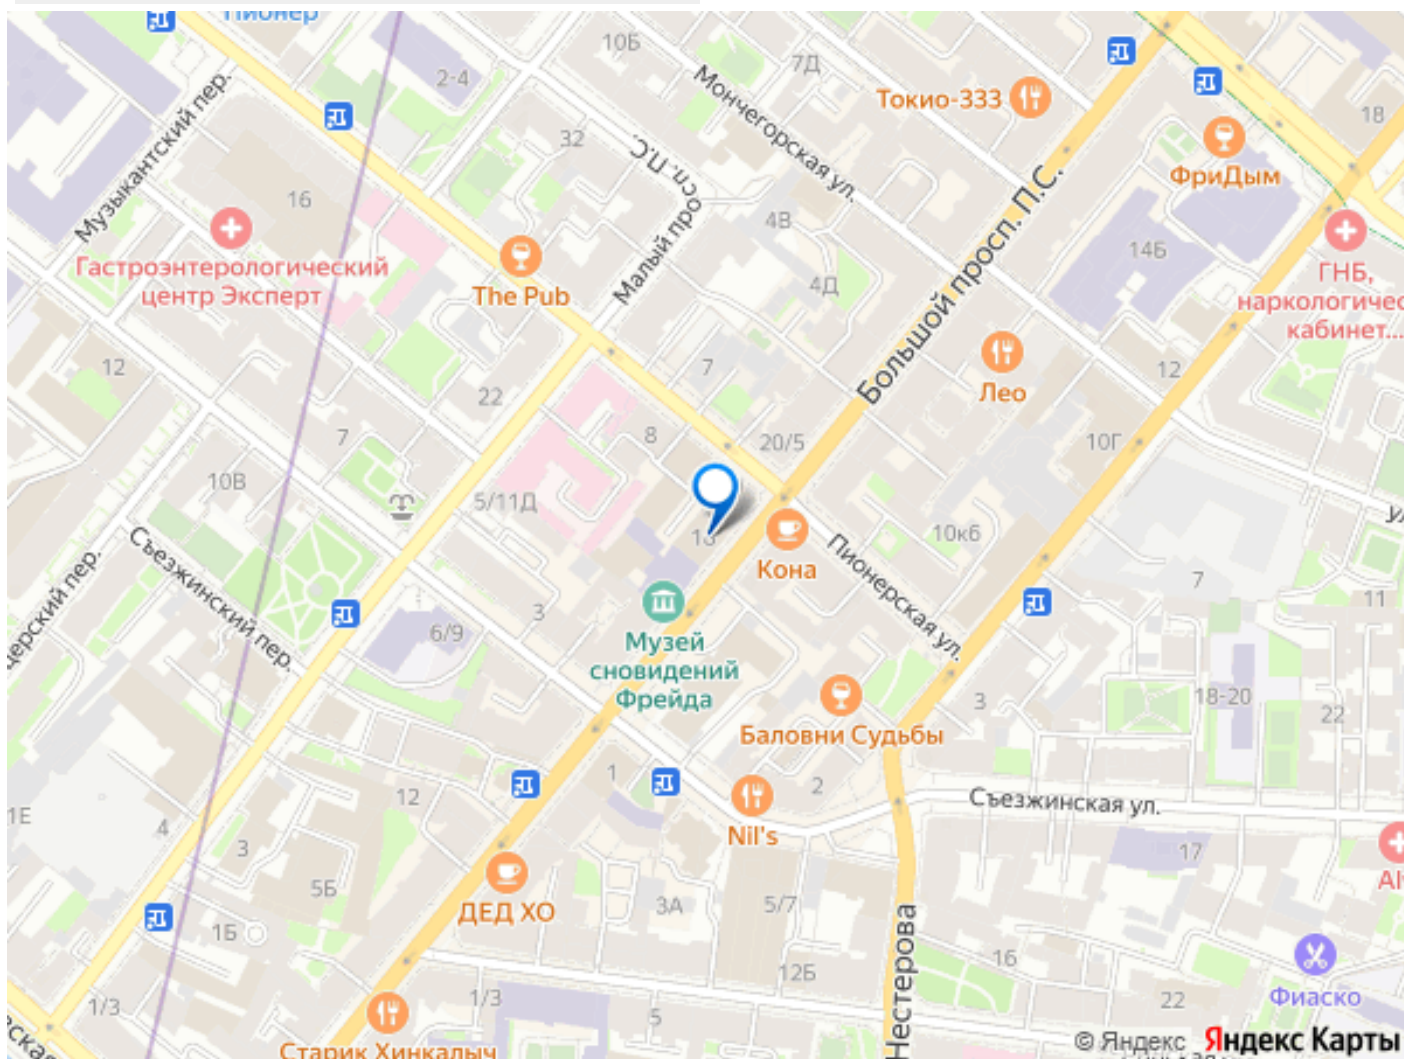 Пионер
10Б
7Д
2-4
Мончегорская ул.
Токио-333
18
Музыкантский пер.
32
ФриДым
16
Малый просп. П.С.
4В
Большой просп. П.С.
14Б
Гастроэнтерологический
центр Эксперт
The Pub
4Д
ГНБ,
наркологичес
кабинет...
12
7
Лео
12
22
7
8
20/5
10Г
10В
5/11Д
10к6
Съезжинский пер.
Кона
Пионерская ул.
7
11
3
6/9
Музей
сновидений
Фрейда
3
18-20
22
Баловни Судьбы
1
2
12
Съезжинская ул.
1Е
4
Nil's
3
17
5Б
ДЕД ХО
3А
5/7
1Б
Нестерова
16
12Б
Фиаско
1/3
1/3
5
22
Старик Хинкалыч
© Яндекс Яндекс Карты